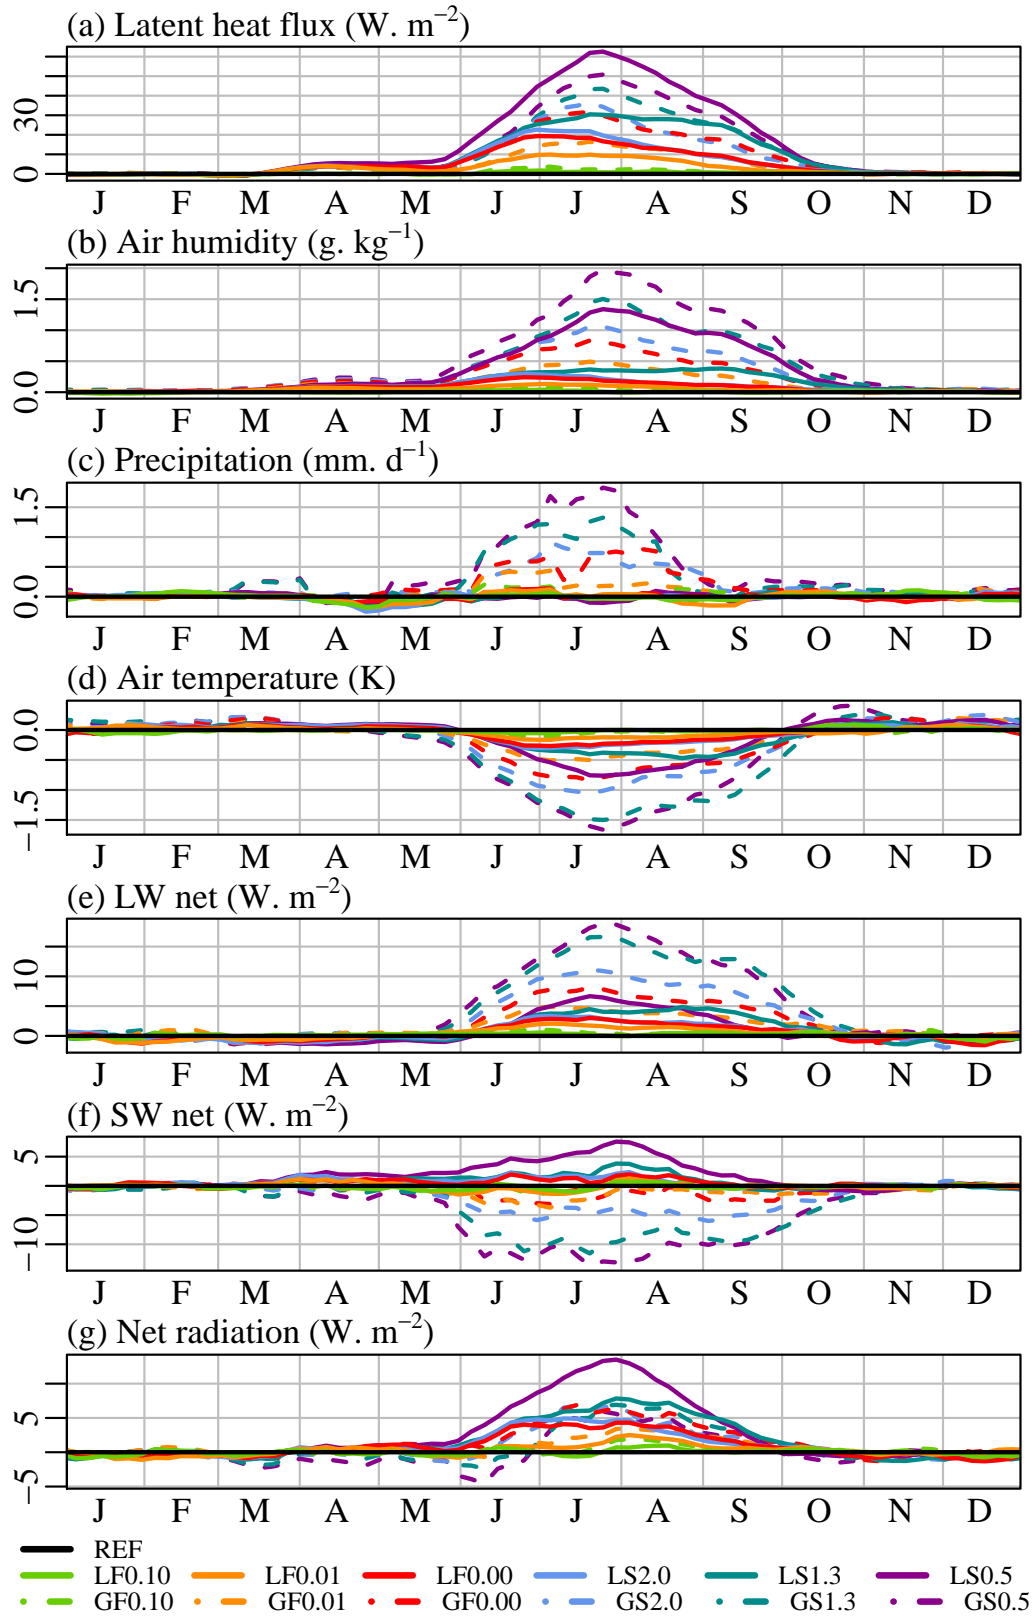 (a) Latent heat flux (W. m−2)
0 30
J F M A M J J A S O N D
(b) Air humidity (g. kg−1)
0.0 1.5
J F M A M J J A S O N D
(c) Precipitation (mm. d−1)
0.0 1.5
J F M A M J J A S O N D
(d) Air temperature (K)
−1.5 0.0
J F M A M J J A S O N D
(e) LW net (W. m−2)
0 10
J F M A M J J A S O N D
(f) SW net (W. m−2)
−10 5
J F M A M J J A S O N D
(g) Net radiation (W. m−2)
−5 5
J F M A M J J A S O N D
REF
LF0.10 LF0.01 LF0.00 LS2.0 LS1.3 LS0.5
GF0.10 GF0.01 GF0.00 GS2.0 GS1.3 GS0.5